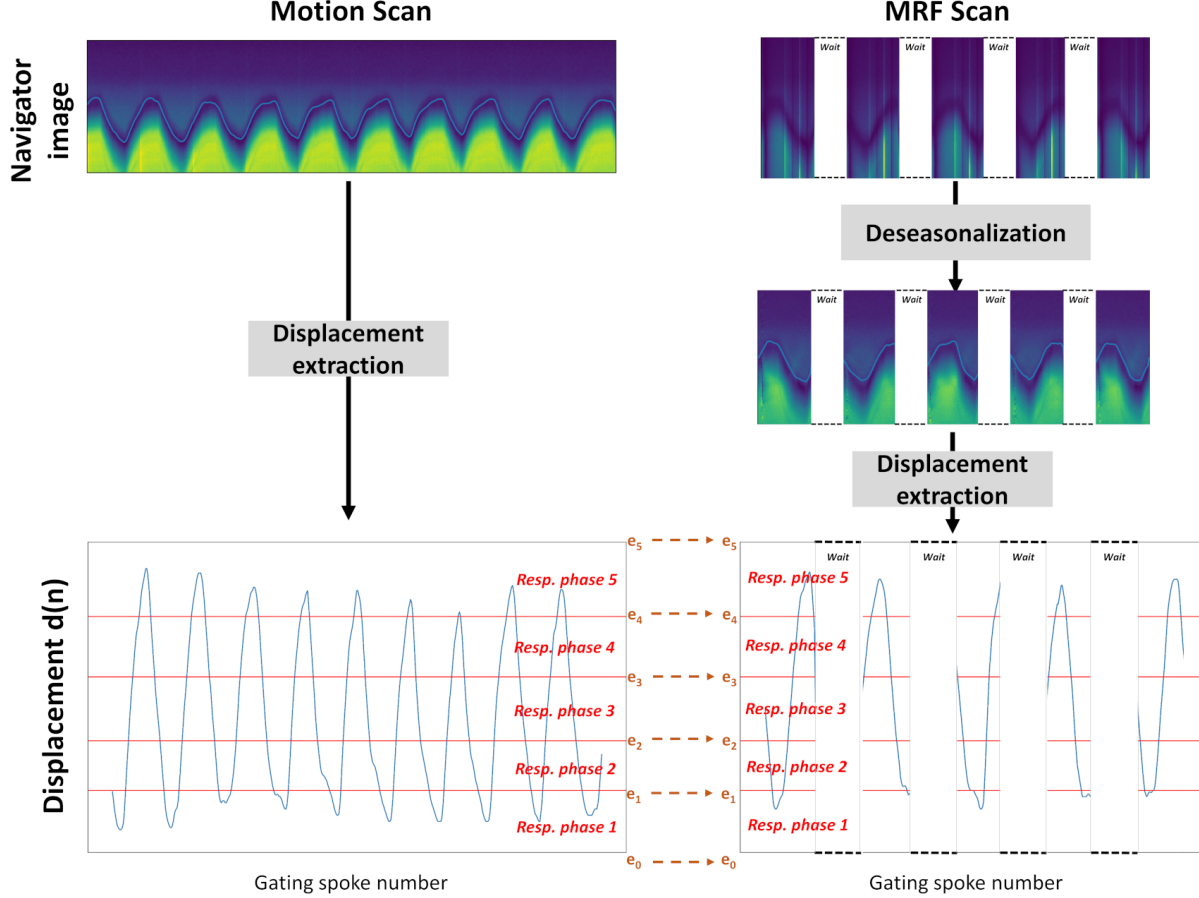 Motion Scan
MRF Scan
Navigator
image
Wait
Wait
Wait
Wait
Deseasonalization
Wait
Wait
Wait
Wait
Displacement
extraction
Displacement
extraction
Displacement d(n)
e5
e5
Wait
Wait
Wait
Wait
Resp. phase 5
Resp. phase 5
e4
e4
Resp. phase 4
Resp. phase 4
e3
e3
Resp. phase 3
Resp. phase 3
e2
e2
Resp. phase 2
Resp. phase 2
e1
e1
Resp. phase 1
Resp. phase 1
e0
e0
Gating spoke number
Gating spoke number